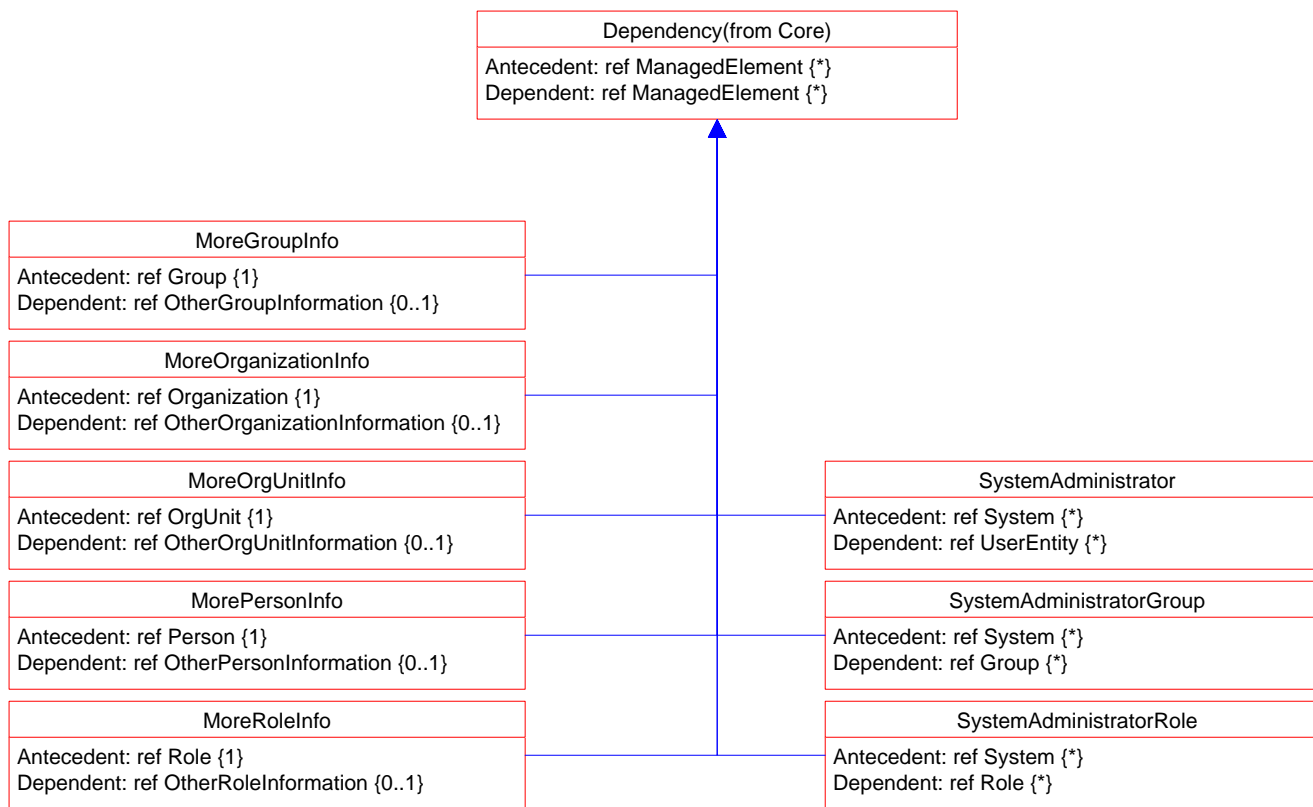 Dependency(from Core)
Antecedent: ref ManagedElement {*}
Dependent: ref ManagedElement {*}
MoreGroupInfo
Antecedent: ref Group {1}
Dependent: ref OtherGroupInformation {0..1}
MoreOrganizationInfo
Antecedent: ref Organization {1}
Dependent: ref OtherOrganizationInformation {0..1}
MoreOrgUnitInfo
Antecedent: ref OrgUnit {1}
Dependent: ref OtherOrgUnitInformation {0..1}
MorePersonInfo
Antecedent: ref Person {1}
Dependent: ref OtherPersonInformation {0..1}
MoreRoleInfo
Antecedent: ref Role {1}
Dependent: ref OtherRoleInformation {0..1}
SystemAdministrator
Antecedent: ref System {*}
Dependent: ref UserEntity {*}
SystemAdministratorGroup
Antecedent: ref System {*}
Dependent: ref Group {*}
SystemAdministratorRole
Antecedent: ref System {*}
Dependent: ref Role {*}